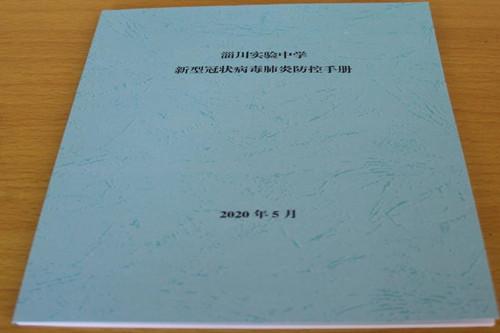 淄川实验中学
新型冠状病毒肺炎防控手册
2020 年 5 月